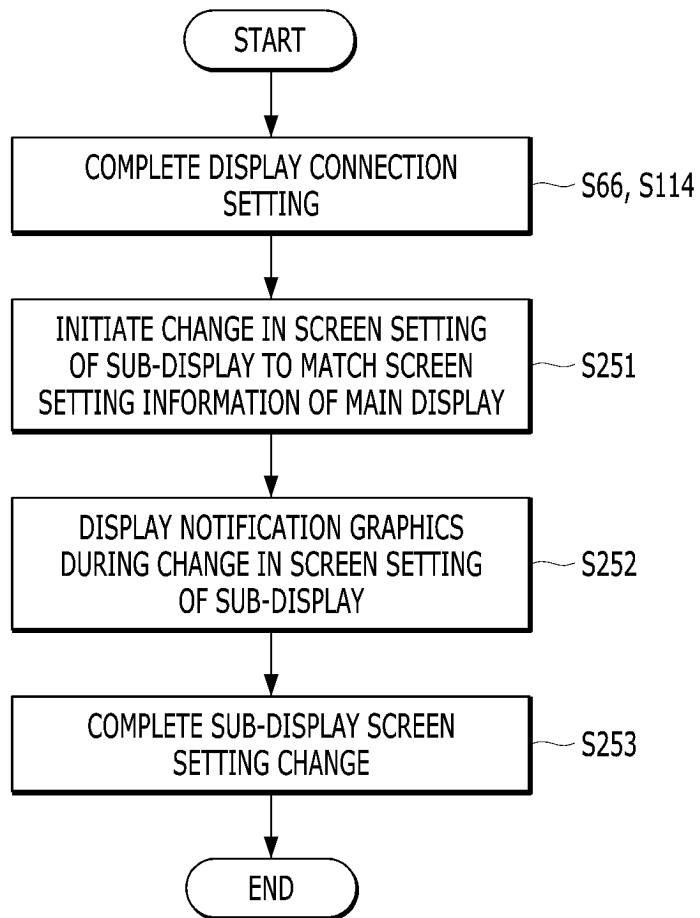 START
COMPLETE DISPLAY CONNECTION
SETTING
S66, S114
INITIATE CHANGE IN SCREEN SETTING
OF SUB-DISPLAY TO MATCH SCREEN
SETTING INFORMATION OF MAIN DISPLAY
S251
DISPLAY NOTIFICATION GRAPHICS
DURING CHANGE IN SCREEN SETTING
OF SUB-DISPLAY
S252
COMPLETE SUB-DISPLAY SCREEN
SETTING CHANGE
S253
END